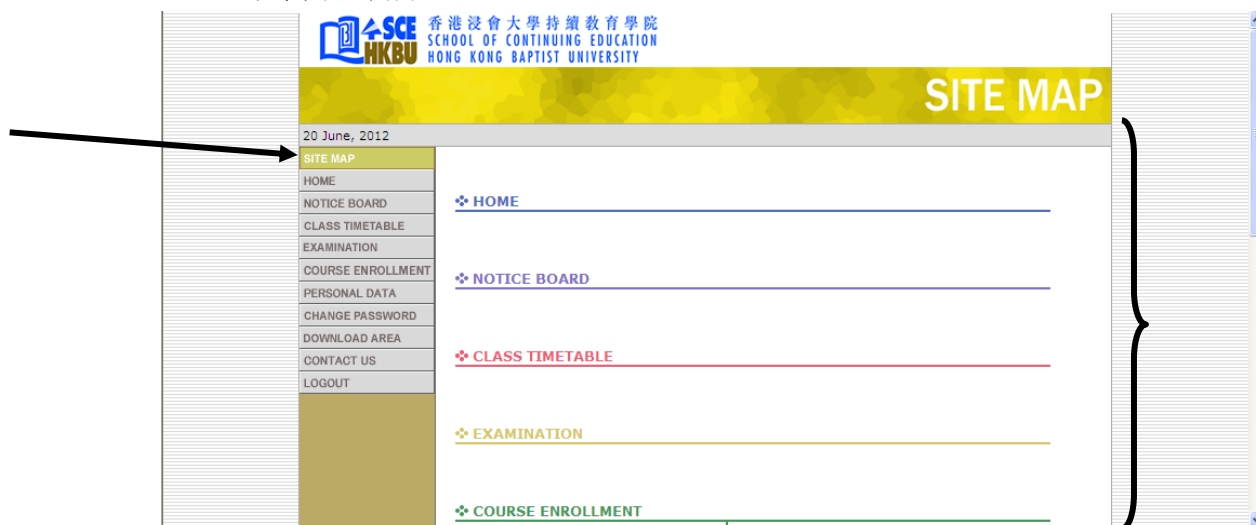 SCE
HKBU
香港浸會大學持續教育學院
SCHOOL OF CONTINUING EDUCATION
HONG KONG BAPTIST UNIVERSITY
SITE MAP
20 June, 2012
SITE MAP
HOME
NOTICE BOARD
CLASS TIMETABLE
EXAMINATION
COURSE ENROLLMENT
PERSONAL DATA
CHANGE PASSWORD
DOWNLOAD AREA
CONTACT US
LOGOUT
HOME
NOTICE BOARD
CLASS TIMETABLE
EXAMINATION
COURSE ENROLLMENT